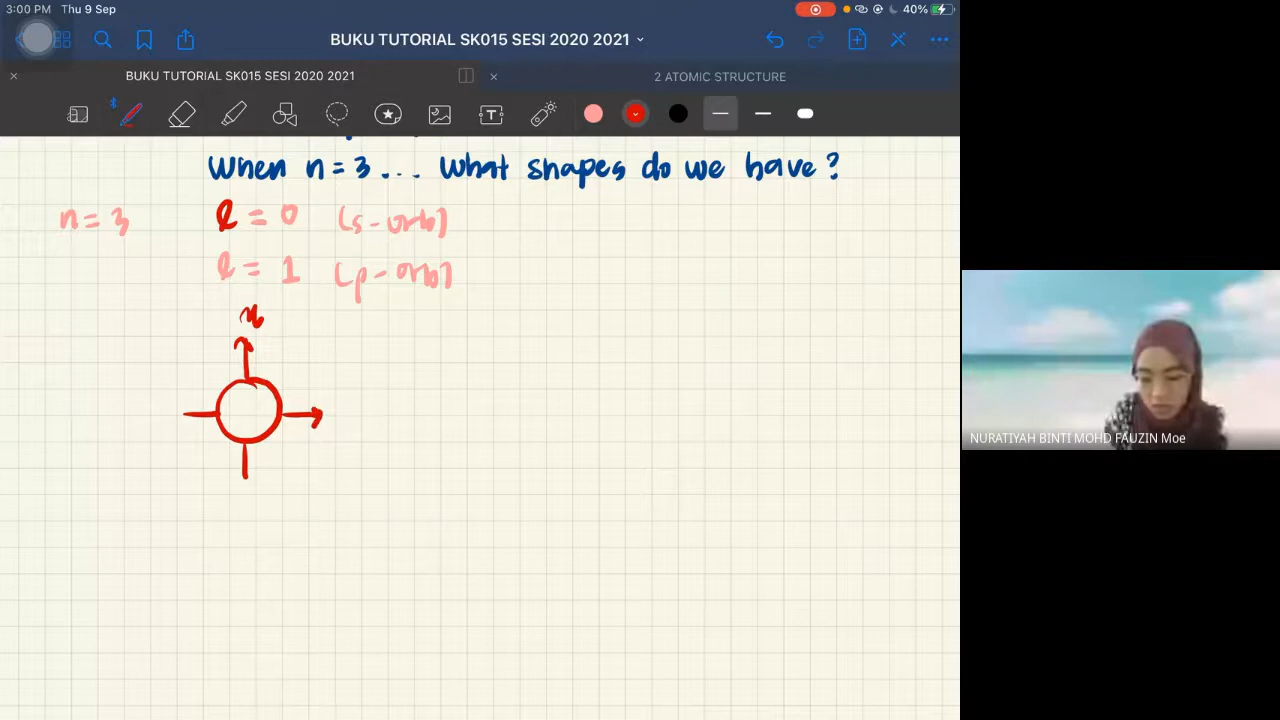 3:00 PM Thu 9 Sep
40%
BUKU TUTORIAL SK015 SESI 2020 2021
BUKU TUTORIAL SK015 SESI 2020 2021
2 ATOMIC STRUCTURE
When n=3... What shapes do we have?
n=3 l = 0 (s-orb)
l = 1 (p-orb)
NURATIYAH BINTI MOHD FAUZIN Moe